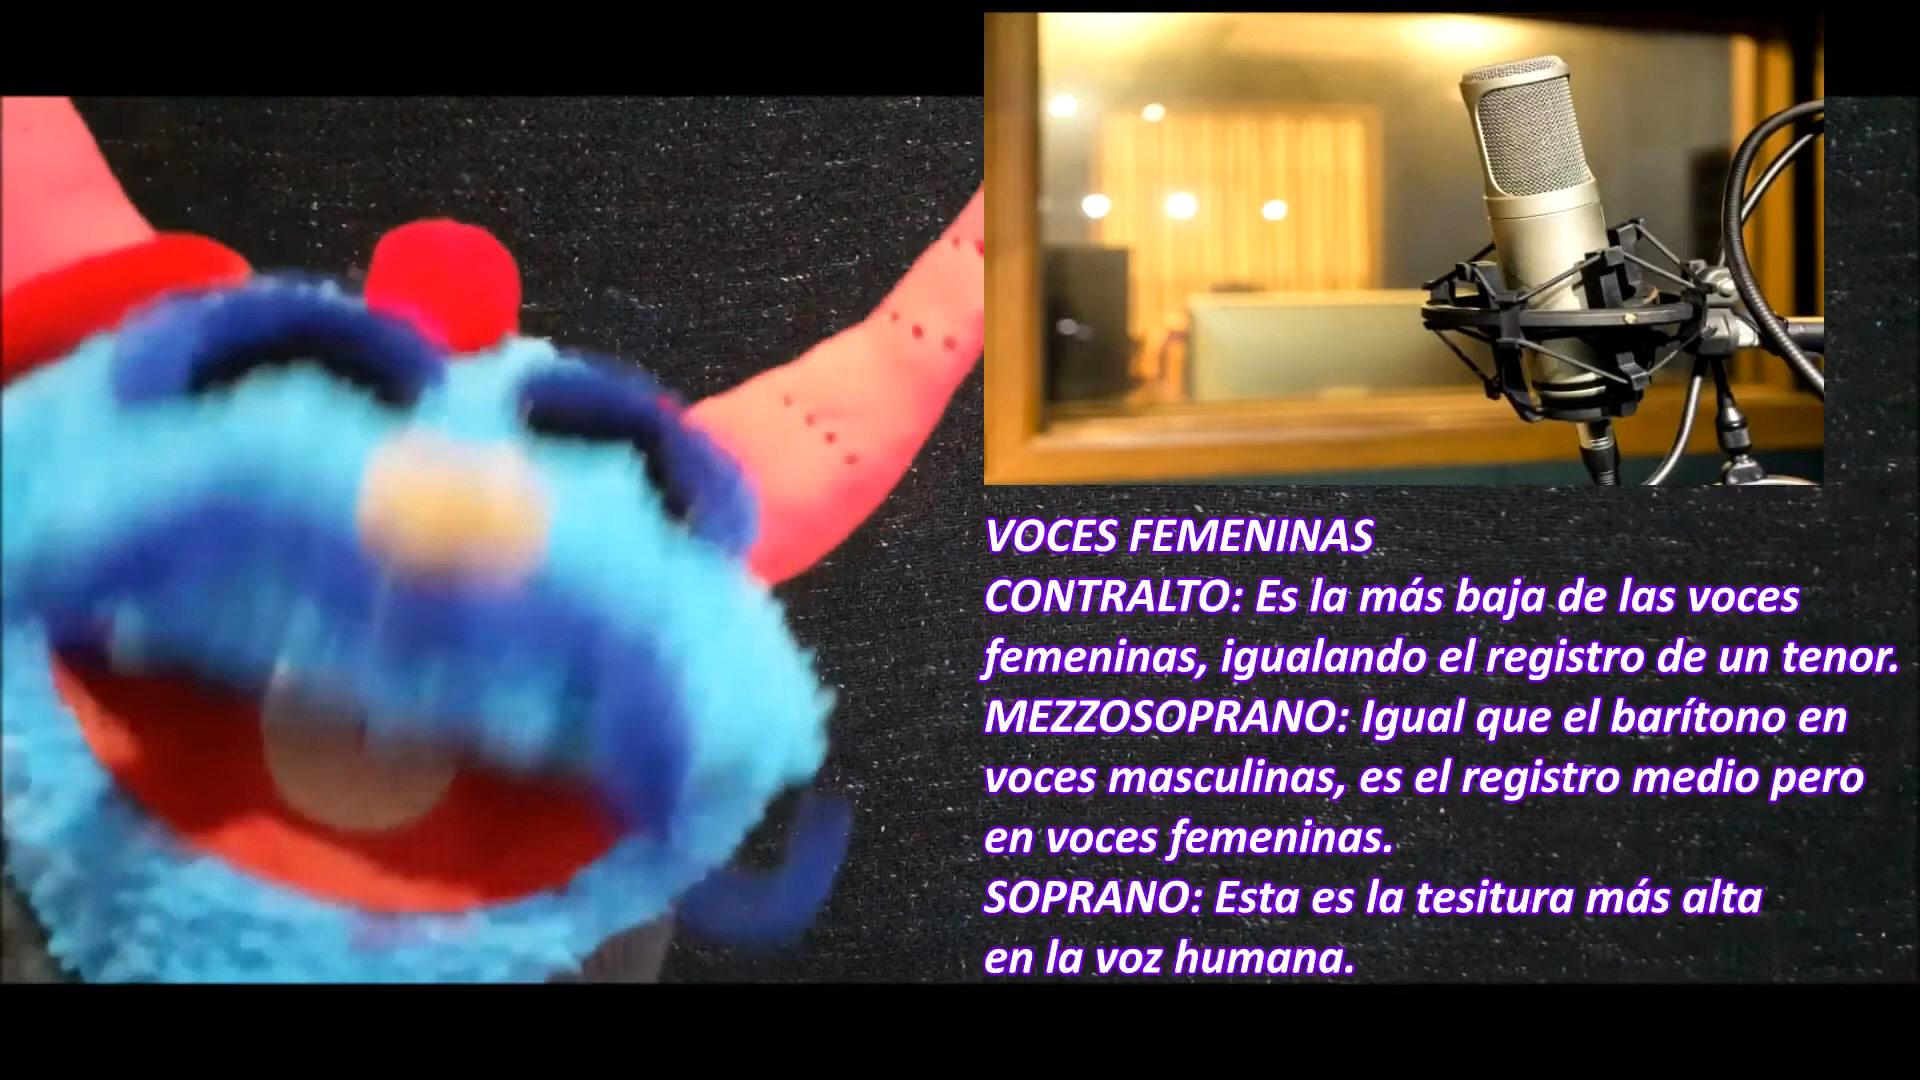 VOCES FEMENINAS
CONTRALTO: Es la más baja de las voces
femeninas, igualando el registro de un tenor.
MEZZOSOPRANO: Igual que el barítono en
voces masculinas, es el registro medio pero
en voces femeninas.
SOPRANO: Esta es la tesitura más alta
en la voz humana.